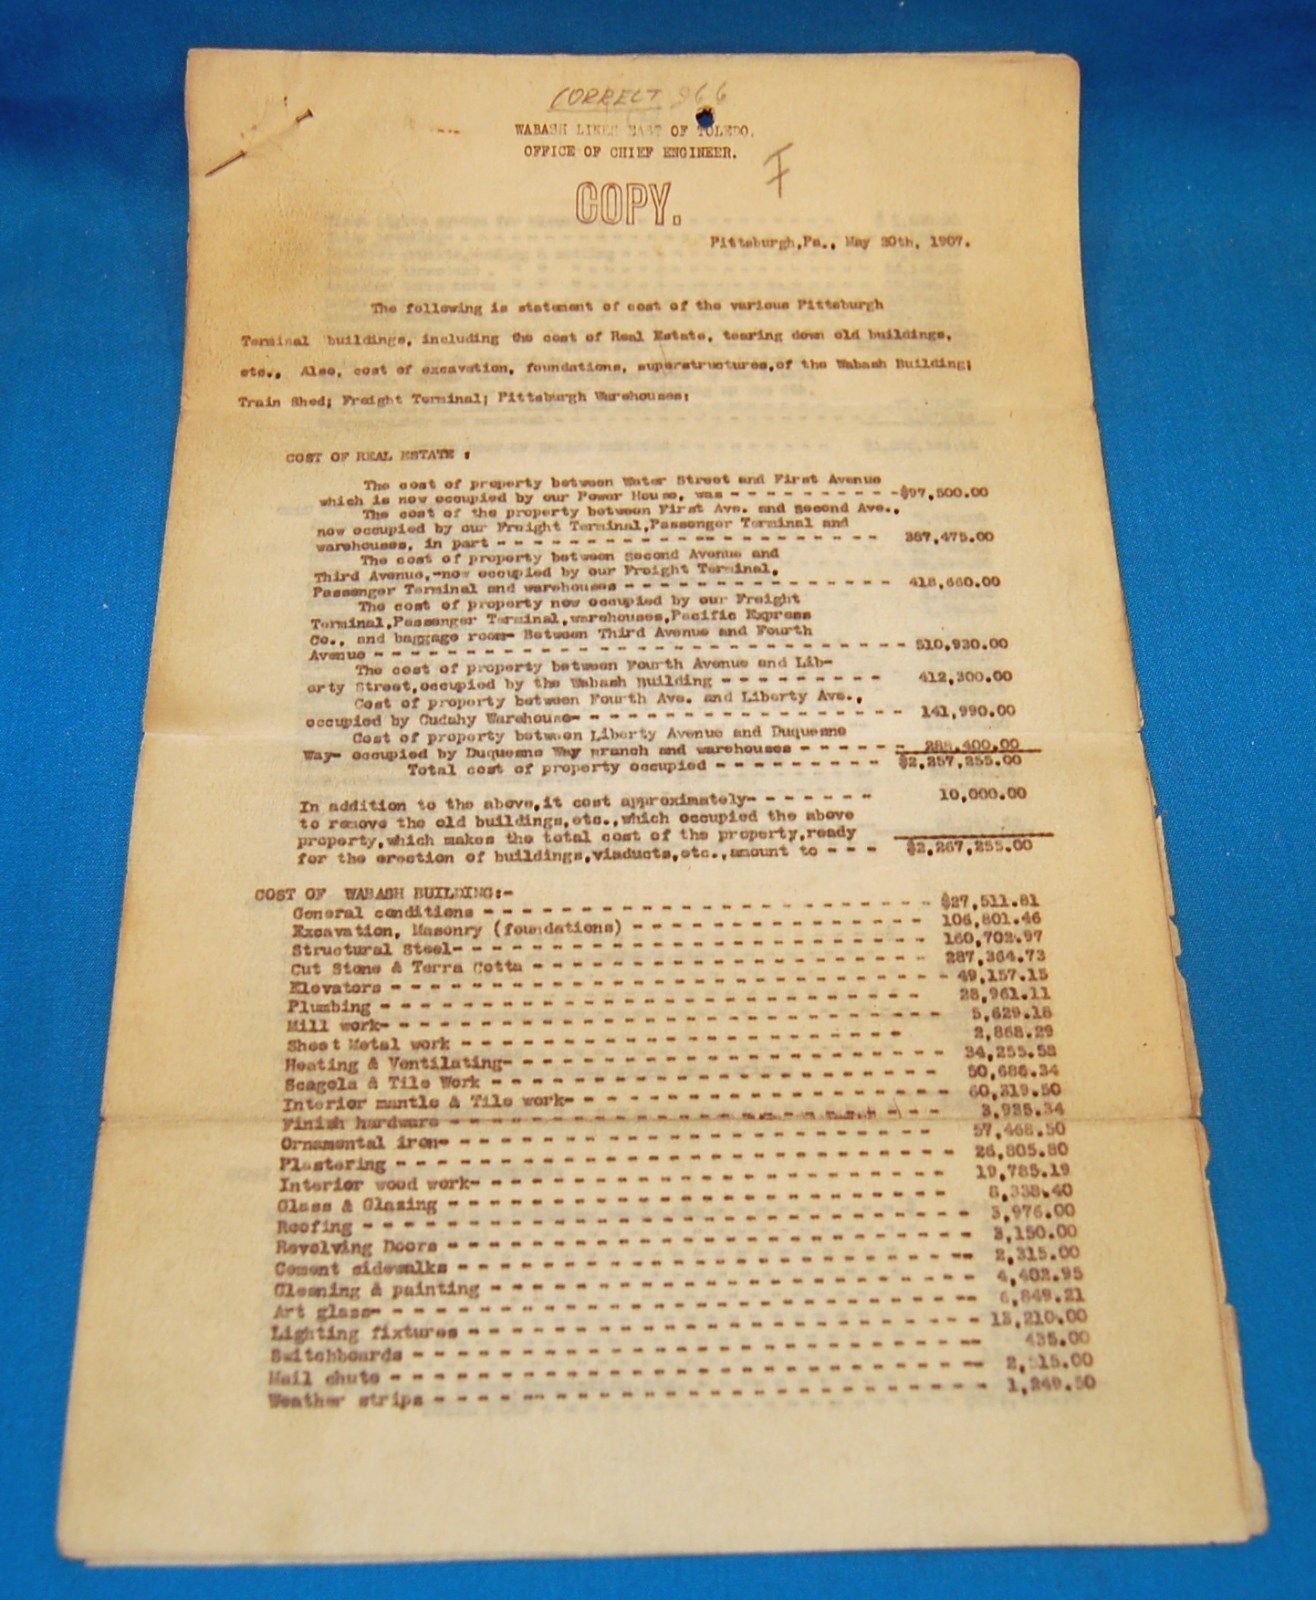 CORRECT 966
WABASH LINES EAST OF TOLEDO.
OFFICE OF CHIEF ENGINEER.
F
COPY.
Pittsburgh,Pa., May 20th, 1907.
The following is statement of cost of the various Pittsburgh
Terminal buildings, including the cost of Real Estate, tearing down old buildings,
etc., Also, cost of excavation, foundations, superstructures,of the Wabash Building;
Train Shed; Freight Terminal; Pittsburgh Warehouses:
COST OF REAL ESTATE :
The cost of property between Water Street and First Avenue
which is now occupied by our Power House, was - - - - - - - - - -$97,500.00
The cost of the property between First Ave. and Second Ave.,
now occupied by our Freight Terminal,Passenger Terminal and
warehouses, in part - - - - - - - - - - - - - - - - - - 387,475.00
The cost of property between Second Avenue and
Third Avenue,-now occupied by our Freight Terminal,
Passenger Terminal and warehouses - - - - - - - - - - - - - 418,660.00
The cost of property now occupied by our Freight
Terminal,Passenger Terminal,warehouses,Pacific Express
Co., and baggage room- Between Third Avenue and Fourth
Avenue - - - - - - - - - - - - - - - - - - - - - - - - - 510,930.00
The cost of property between Fourth Avenue and Lib-
erty Street,occupied by the Wabash Building - - - - - - - - 412,300.00
Cost of property between Fourth Ave. and Liberty Ave.,
occupied by Cudahy Warehouse- - - - - - - - - - - - - - - - 141,990.00
Cost of property between Liberty Avenue and Duquesne
Way- occupied by Duquesne Way Branch and warehouses - - - - - - 288,400.00
Total cost of property occupied - - - - - - - - - $2,257,255.00
In addition to the above,it cost approximately- - - - - - - 10,000.00
to remove the old buildings,etc.,which occupied the above
property,which makes the total cost of the property,ready
for the erection of buildings,viaducts,etc.,amount to - - - $2,267,255.00
COST OF WABASH BUILDING:-
General conditions - - - - - - - - - - - - - - - - - - - - - - $27,511.81
Excavation, Masonry (foundations) - - - - - - - - - - - - - - 106,801.46
Structural Steel- - - - - - - - - - - - - - - - - - - - - - - 160,702.97
Cut Stone & Terra Cotta - - - - - - - - - - - - - - - - - - - 287,364.73
Elevators - - - - - - - - - - - - - - - - - - - - - - - - - - 49,157.15
Plumbing - - - - - - - - - - - - - - - - - - - - - - - - - - 28,961.11
Mill work- - - - - - - - - - - - - - - - - - - - - - - - - - 5,629.18
Sheet Metal work - - - - - - - - - - - - - - - - - - - - - 2,868.29
Heating & Ventilating- - - - - - - - - - - - - - - - - - - - - 34,255.58
Scagola & Tile Work - - - - - - - - - - - - - - - - - - - - - 50,686.34
Interior mantle & Tile work- - - - - - - - - - - - - - - - - - 60,319.50
Finish hardware - - - - - - - - - - - - - - - - - - - - - - - 3,925.34
Ornamental iron- - - - - - - - - - - - - - - - - - - - - - - 57,468.50
Plastering - - - - - - - - - - - - - - - - - - - - - - - - - - 26,805.80
Interior wood work- - - - - - - - - - - - - - - - - - - - - - 19,785.19
Glass & Glazing - - - - - - - - - - - - - - - - - - - - - - - 8,338.40
Roofing - - - - - - - - - - - - - - - - - - - - - - - - - - - 3,976.00
Revolving Doors - - - - - - - - - - - - - - - - - - - - - - - - 3,150.00
Cement sidewalks - - - - - - - - - - - - - - - - - - - - - - - 2,315.00
Cleaning & painting - - - - - - - - - - - - - - - - - - - - - - 4,402.95
Art glass- - - - - - - - - - - - - - - - - - - - - - - - - - - 6,849.21
Lighting fixtures - - - - - - - - - - - - - - - - - - - - - - - 13,210.00
Switchboards - - - - - - - - - - - - - - - - - - - - - - - - - 435.00
Mail chute - - - - - - - - - - - - - - - - - - - - - - - - - -
Weather strips - - - - - - - - - - - - - - - - - - - - - - - - 1,249.50